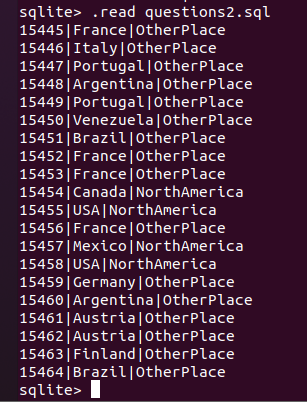 sqlite> .read questions2.sql
15445|France|OtherPlace
15446|Italy|OtherPlace
15447|Portugal|OtherPlace
15448|Argentina|OtherPlace
15449|Portugal|OtherPlace
15450|Venezuela|OtherPlace
15451|Brazil|OtherPlace
15452|France|OtherPlace
15453|France|OtherPlace
15454|Canada|NorthAmerica
15455|USA|NorthAmerica
15456|France|OtherPlace
15457|Mexico|NorthAmerica
15458|USA|NorthAmerica
15459|Germany|OtherPlace
15460|Argentina|OtherPlace
15461|Austria|OtherPlace
15462|Austria|OtherPlace
15463|Finland|OtherPlace
15464|Brazil|OtherPlace
sqlite>